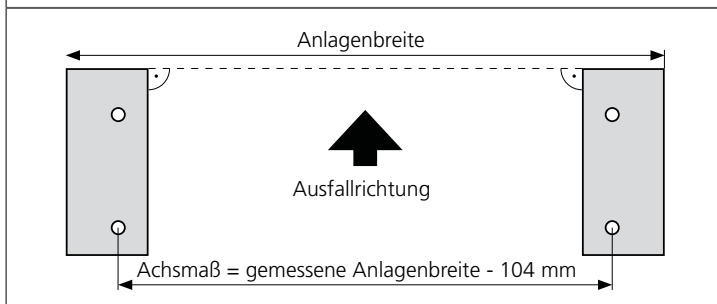 Anlagenbreite
Ausfallrichtung
Achsmaß = gemessene Anlagenbreite - 104 mm